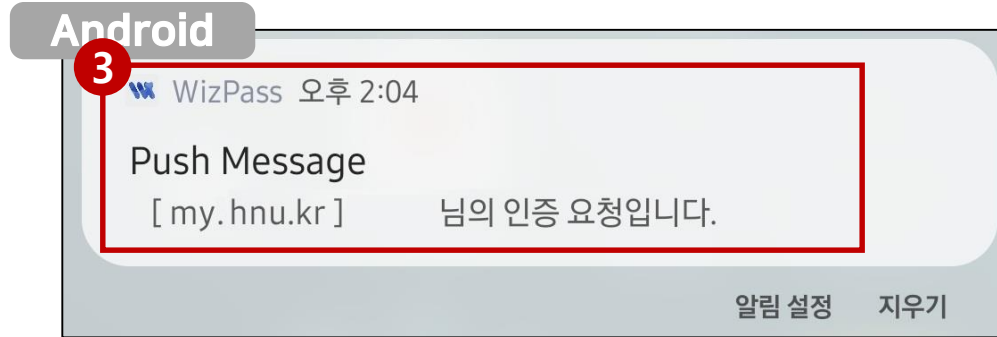 Android
3
WizPass 오후 2:04
Push Message
[ my.hnu.kr ] 님의 인증 요청입니다.
알림 설정 지우기